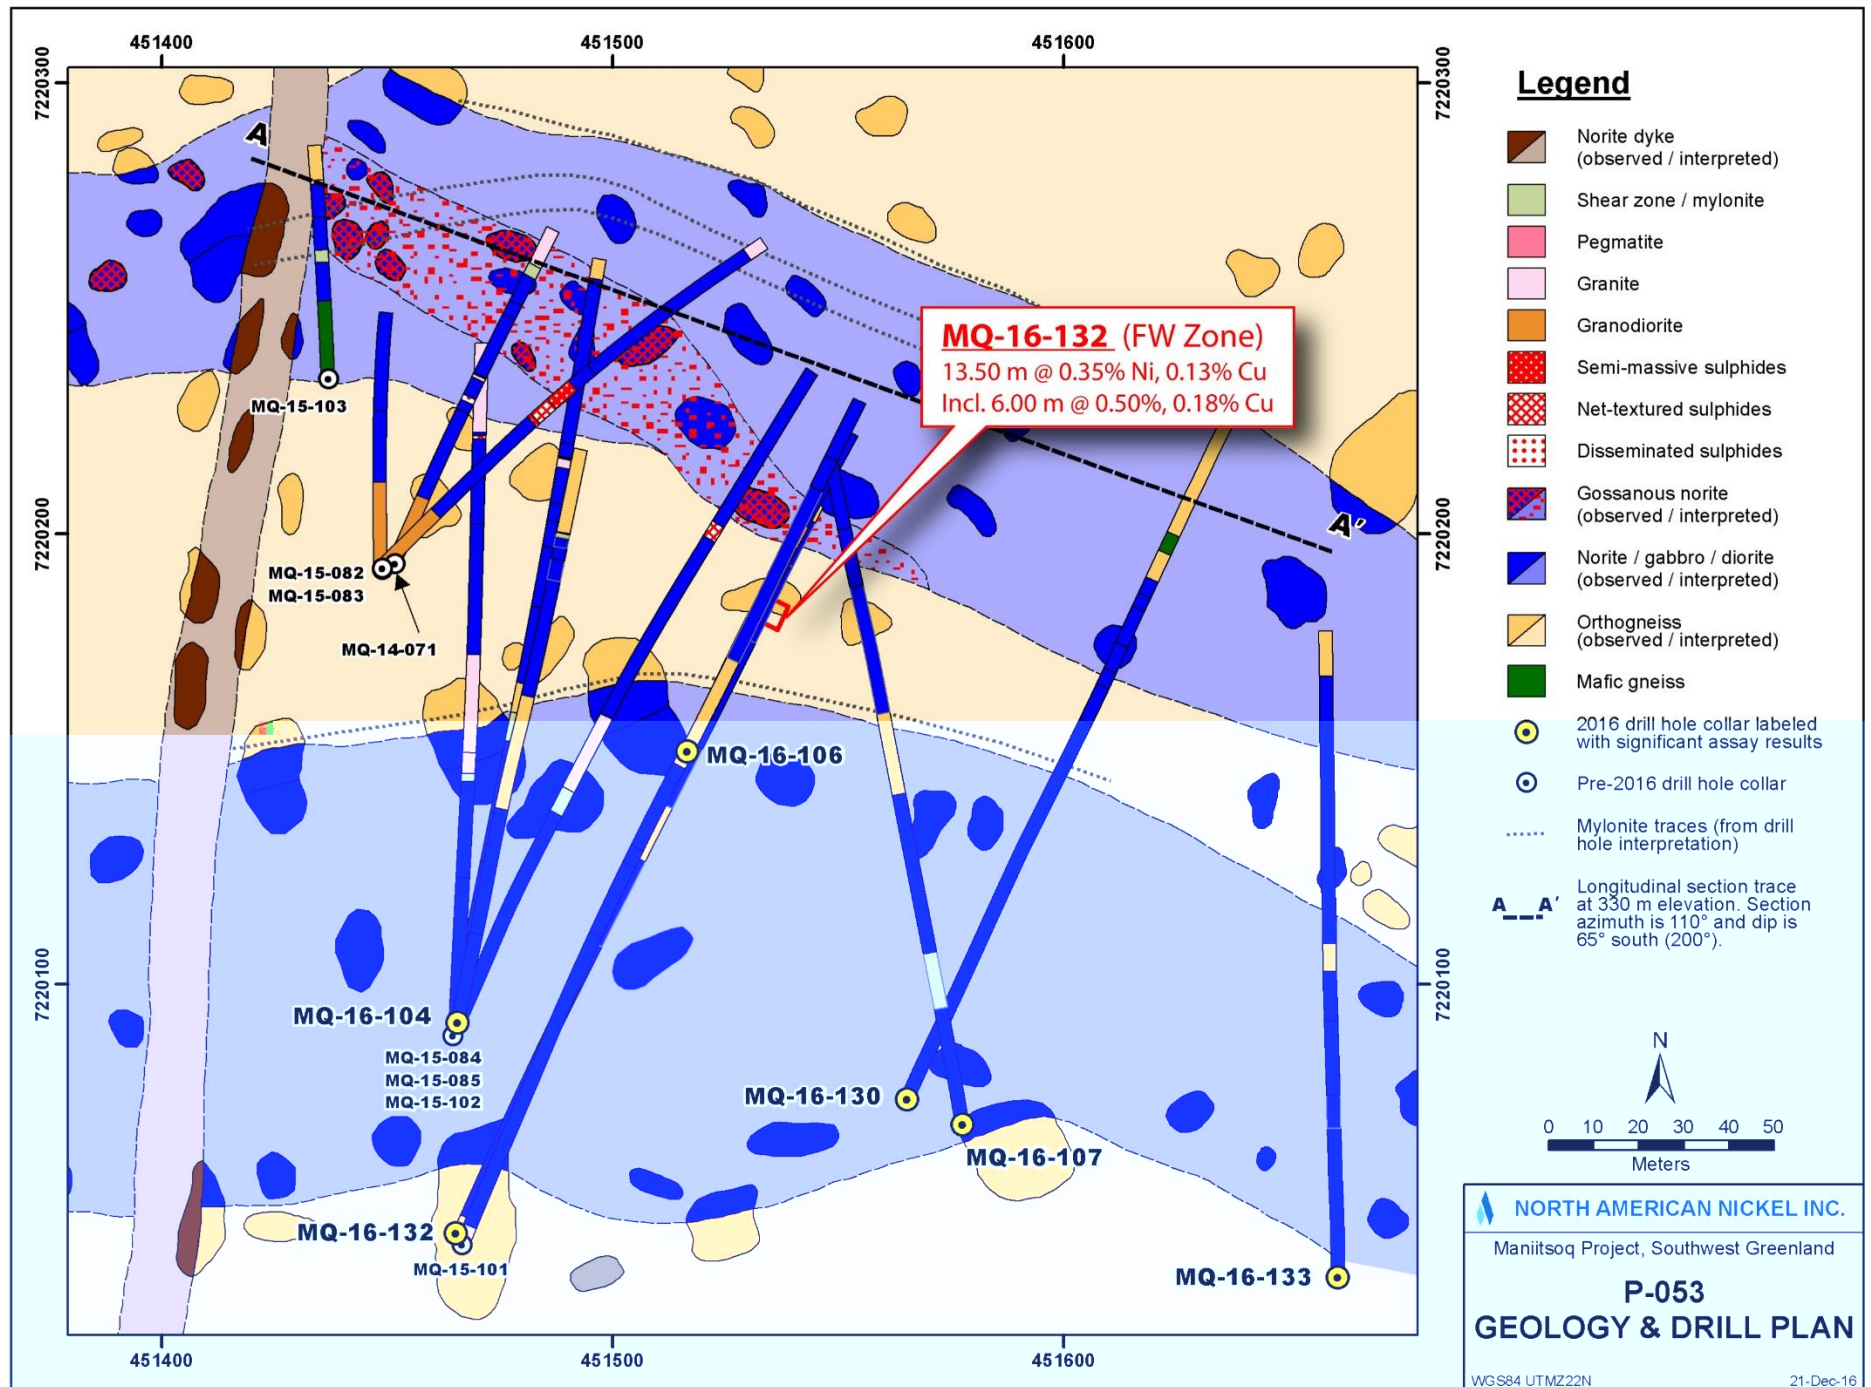 451400
451500
451600
7220300
7220300
A
Legend
Norite dyke
(observed / interpreted)
Shear zone / mylonite
Pegmatite
Granite
Granodiorite
Semi-massive sulphides
Net-textured sulphides
Disseminated sulphides
Gossanous norite
(observed / interpreted)
Norite / gabbro / diorite
(observed / interpreted)
Orthogneiss
(observed / interpreted)
Mafic gneiss
2016 drill hole collar labeled
with significant assay results
Pre-2016 drill hole collar
Mylonite traces (from drill
hole interpretation)
A A'
Longitudinal section trace
at 330 m elevation. Section
azimuth is 110° and dip is
65° south (200°).
MQ-16-132 (FW Zone)
13.50 m @ 0.35% Ni, 0.13% Cu
Incl. 6.00 m @ 0.50%, 0.18% Cu
MQ-15-103
A'
7220200
7220200
MQ-15-082
MQ-15-083
MQ-14-071
MQ-16-106
7220100
7220100
MQ-16-104
MQ-15-084
MQ-15-085
MQ-15-102
MQ-16-130
MQ-16-107
MQ-16-132
MQ-15-101
MQ-16-133
451400
451500
451600
N
0 10 20 30 40 50
Meters
NORTH AMERICAN NICKEL INC.
Maniitsoq Project, Southwest Greenland
P-053
GEOLOGY & DRILL PLAN
WGS84 UTMZ22N 21-Dec-16